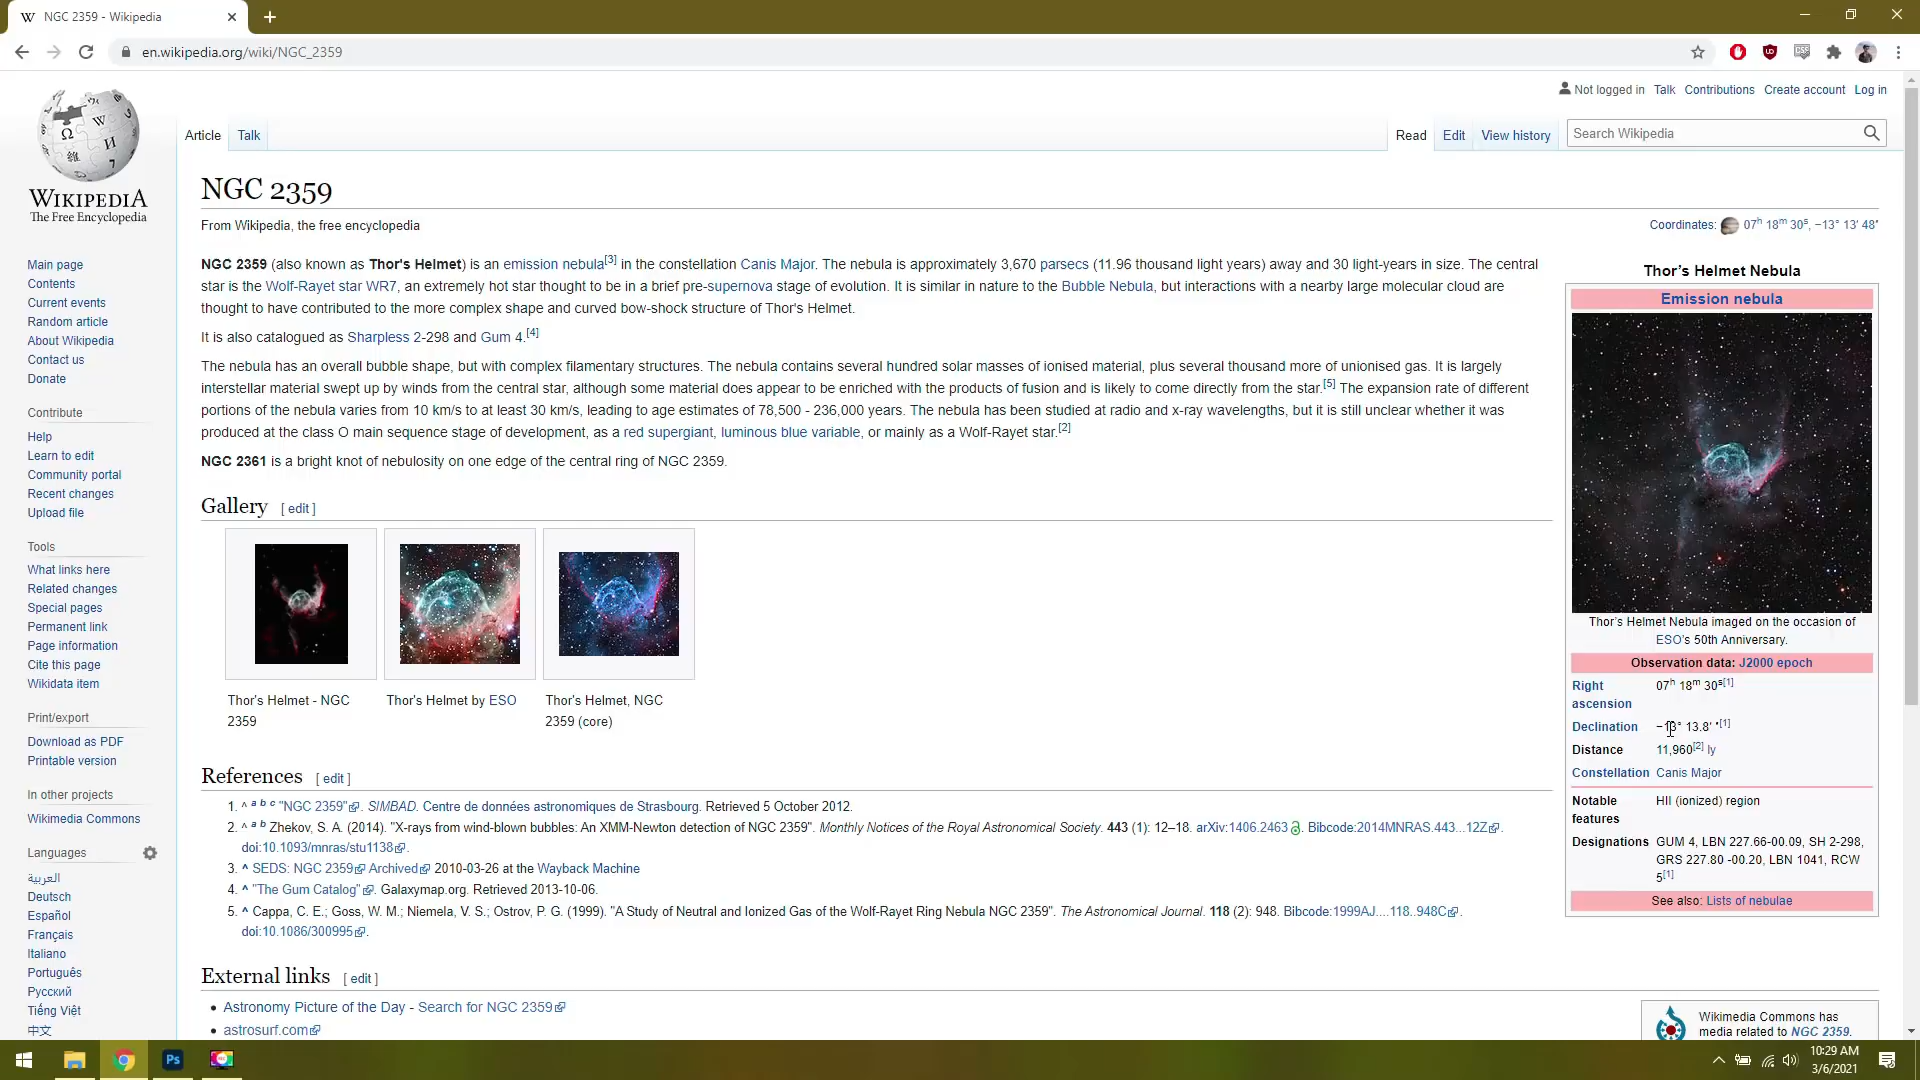 NGC 2359 - Wikipedia
en.wikipedia.org/wiki/NGC_2359
Not logged in Talk Contributions Create account Log in
WIKIPEDIA
The Free Encyclopedia
Article Talk
Read Edit View history Search Wikipedia
NGC 2359
From Wikipedia, the free encyclopedia
Coordinates: 07h 18m 30s, −13° 13′ 48″
NGC 2359 (also known as Thor's Helmet) is an emission nebula[3] in the constellation Canis Major. The nebula is approximately 3,670 parsecs (11.96 thousand light years) away and 30 light-years in size. The central
star is the Wolf-Rayet star WR7, an extremely hot star thought to be in a brief pre-supernova stage of evolution. It is similar in nature to the Bubble Nebula, but interactions with a nearby large molecular cloud are
thought to have contributed to the more complex shape and curved bow-shock structure of Thor's Helmet.
It is also catalogued as Sharpless 2-298 and Gum 4.[4]
The nebula has an overall bubble shape, but with complex filamentary structures. The nebula contains several hundred solar masses of ionised material, plus several thousand more of unionised gas. It is largely
interstellar material swept up by winds from the central star, although some material does appear to be enriched with the products of fusion and is likely to come directly from the star.[5] The expansion rate of different
portions of the nebula varies from 10 km/s to at least 30 km/s, leading to age estimates of 78,500 - 236,000 years. The nebula has been studied at radio and x-ray wavelengths, but it is still unclear whether it was
produced at the class O main sequence stage of development, as a red supergiant, luminous blue variable, or mainly as a Wolf-Rayet star.[2]
NGC 2361 is a bright knot of nebulosity on one edge of the central ring of NGC 2359.
Gallery [ edit ]
Thor's Helmet - NGC
2359
Thor's Helmet by ESO
Thor's Helmet, NGC
2359 (core)
References [ edit ]
1. ^ a b c "NGC 2359". SIMBAD. Centre de données astronomiques de Strasbourg. Retrieved 5 October 2012.
2. ^ a b Zhekov, S. A. (2014). "X-rays from wind-blown bubbles: An XMM-Newton detection of NGC 2359". Monthly Notices of the Royal Astronomical Society. 443 (1): 12–18. arXiv:1406.2463. Bibcode:2014MNRAS.443...12Z.
doi:10.1093/mnras/stu1138.
3. ^ SEDS: NGC 2359 Archived 2010-03-26 at the Wayback Machine
4. ^ "The Gum Catalog". Galaxymap.org. Retrieved 2013-10-06.
5. ^ Cappa, C. E.; Goss, W. M.; Niemela, V. S.; Ostrov, P. G. (1999). "A Study of Neutral and Ionized Gas of the Wolf-Rayet Ring Nebula NGC 2359". The Astronomical Journal. 118 (2): 948. Bibcode:1999AJ....118..948C.
doi:10.1086/300995.
External links [ edit ]
• Astronomy Picture of the Day - Search for NGC 2359
• astrosurf.com
Thor's Helmet Nebula
Emission nebula
Thor's Helmet Nebula imaged on the occasion of
ESO's 50th Anniversary.
Observation data: J2000 epoch
Right
ascension 07h 18m 30s[1]
Declination −13° 13.8′ ″[1]
Distance 11,960[2] ly
Constellation Canis Major
Notable
features HII (ionized) region
Designations GUM 4, LBN 227.66-00.09, SH 2-298,
GRS 227.80 -00.20, LBN 1041, RCW
5[1]
See also: Lists of nebulae
Wikimedia Commons has
media related to NGC 2359.
Main page
Contents
Current events
Random article
About Wikipedia
Contact us
Donate
Contribute
Help
Learn to edit
Community portal
Recent changes
Upload file
Tools
What links here
Related changes
Special pages
Permanent link
Page information
Cite this page
Wikidata item
Print/export
Download as PDF
Printable version
In other projects
Wikimedia Commons
Languages
العربية
Deutsch
Español
Français
Italiano
Português
Русский
Tiếng Việt
中文
Ps
10:29 AM
3/6/2021